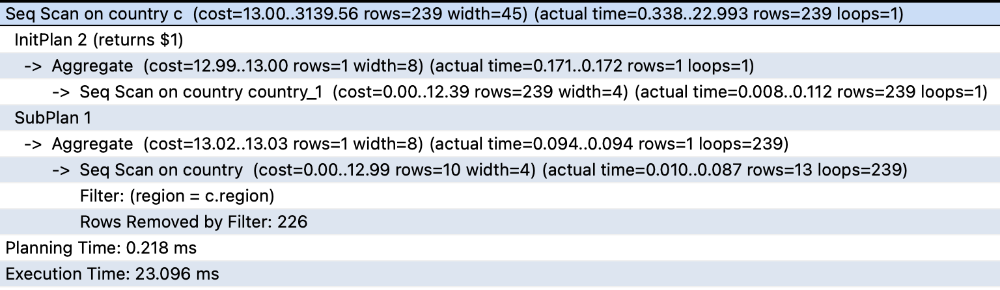 Seq Scan on country c  (cost=13.00..3139.56 rows=239 width=45) (actual time=0.338..22.993 rows=239 loops=1)
InitPlan 2 (returns $1)
->  Aggregate  (cost=12.99..13.00 rows=1 width=8) (actual time=0.171..0.172 rows=1 loops=1)
->  Seq Scan on country country_1  (cost=0.00..12.39 rows=239 width=4) (actual time=0.008..0.112 rows=239 loops=1)
SubPlan 1
->  Aggregate  (cost=13.02..13.03 rows=1 width=8) (actual time=0.094..0.094 rows=1 loops=239)
->  Seq Scan on country  (cost=0.00..12.99 rows=10 width=4) (actual time=0.010..0.087 rows=13 loops=239)
Filter: (region = c.region)
Rows Removed by Filter: 226
Planning Time: 0.218 ms
Execution Time: 23.096 ms